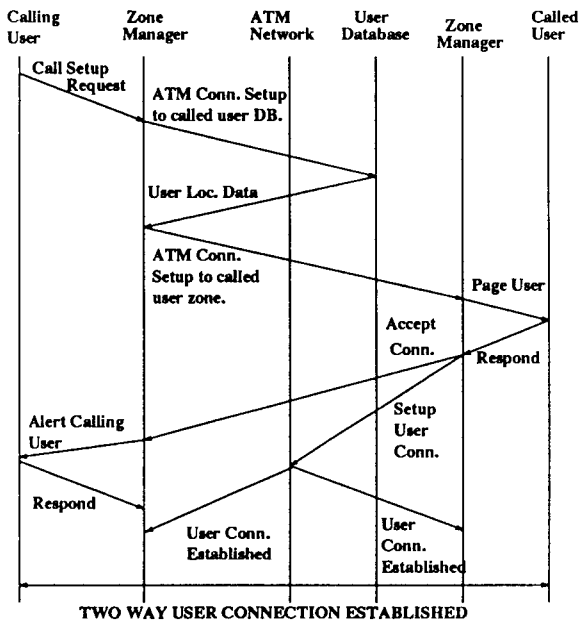 Calling
User
Zone
Manager
ATM
Network
User
Database
Zone
Manager
Called
User
Call Setup
Request
ATM Conn. Setup
to called user DB.
User Loc. Data
ATM Conn.
Setup to called
user zone.
Page User
Accept
Conn.
Respond
Alert Calling
User
Setup
User
Conn.
Respond
User Conn.
Established
User
Conn.
Established
TWO WAY USER CONNECTION ESTABLISHED